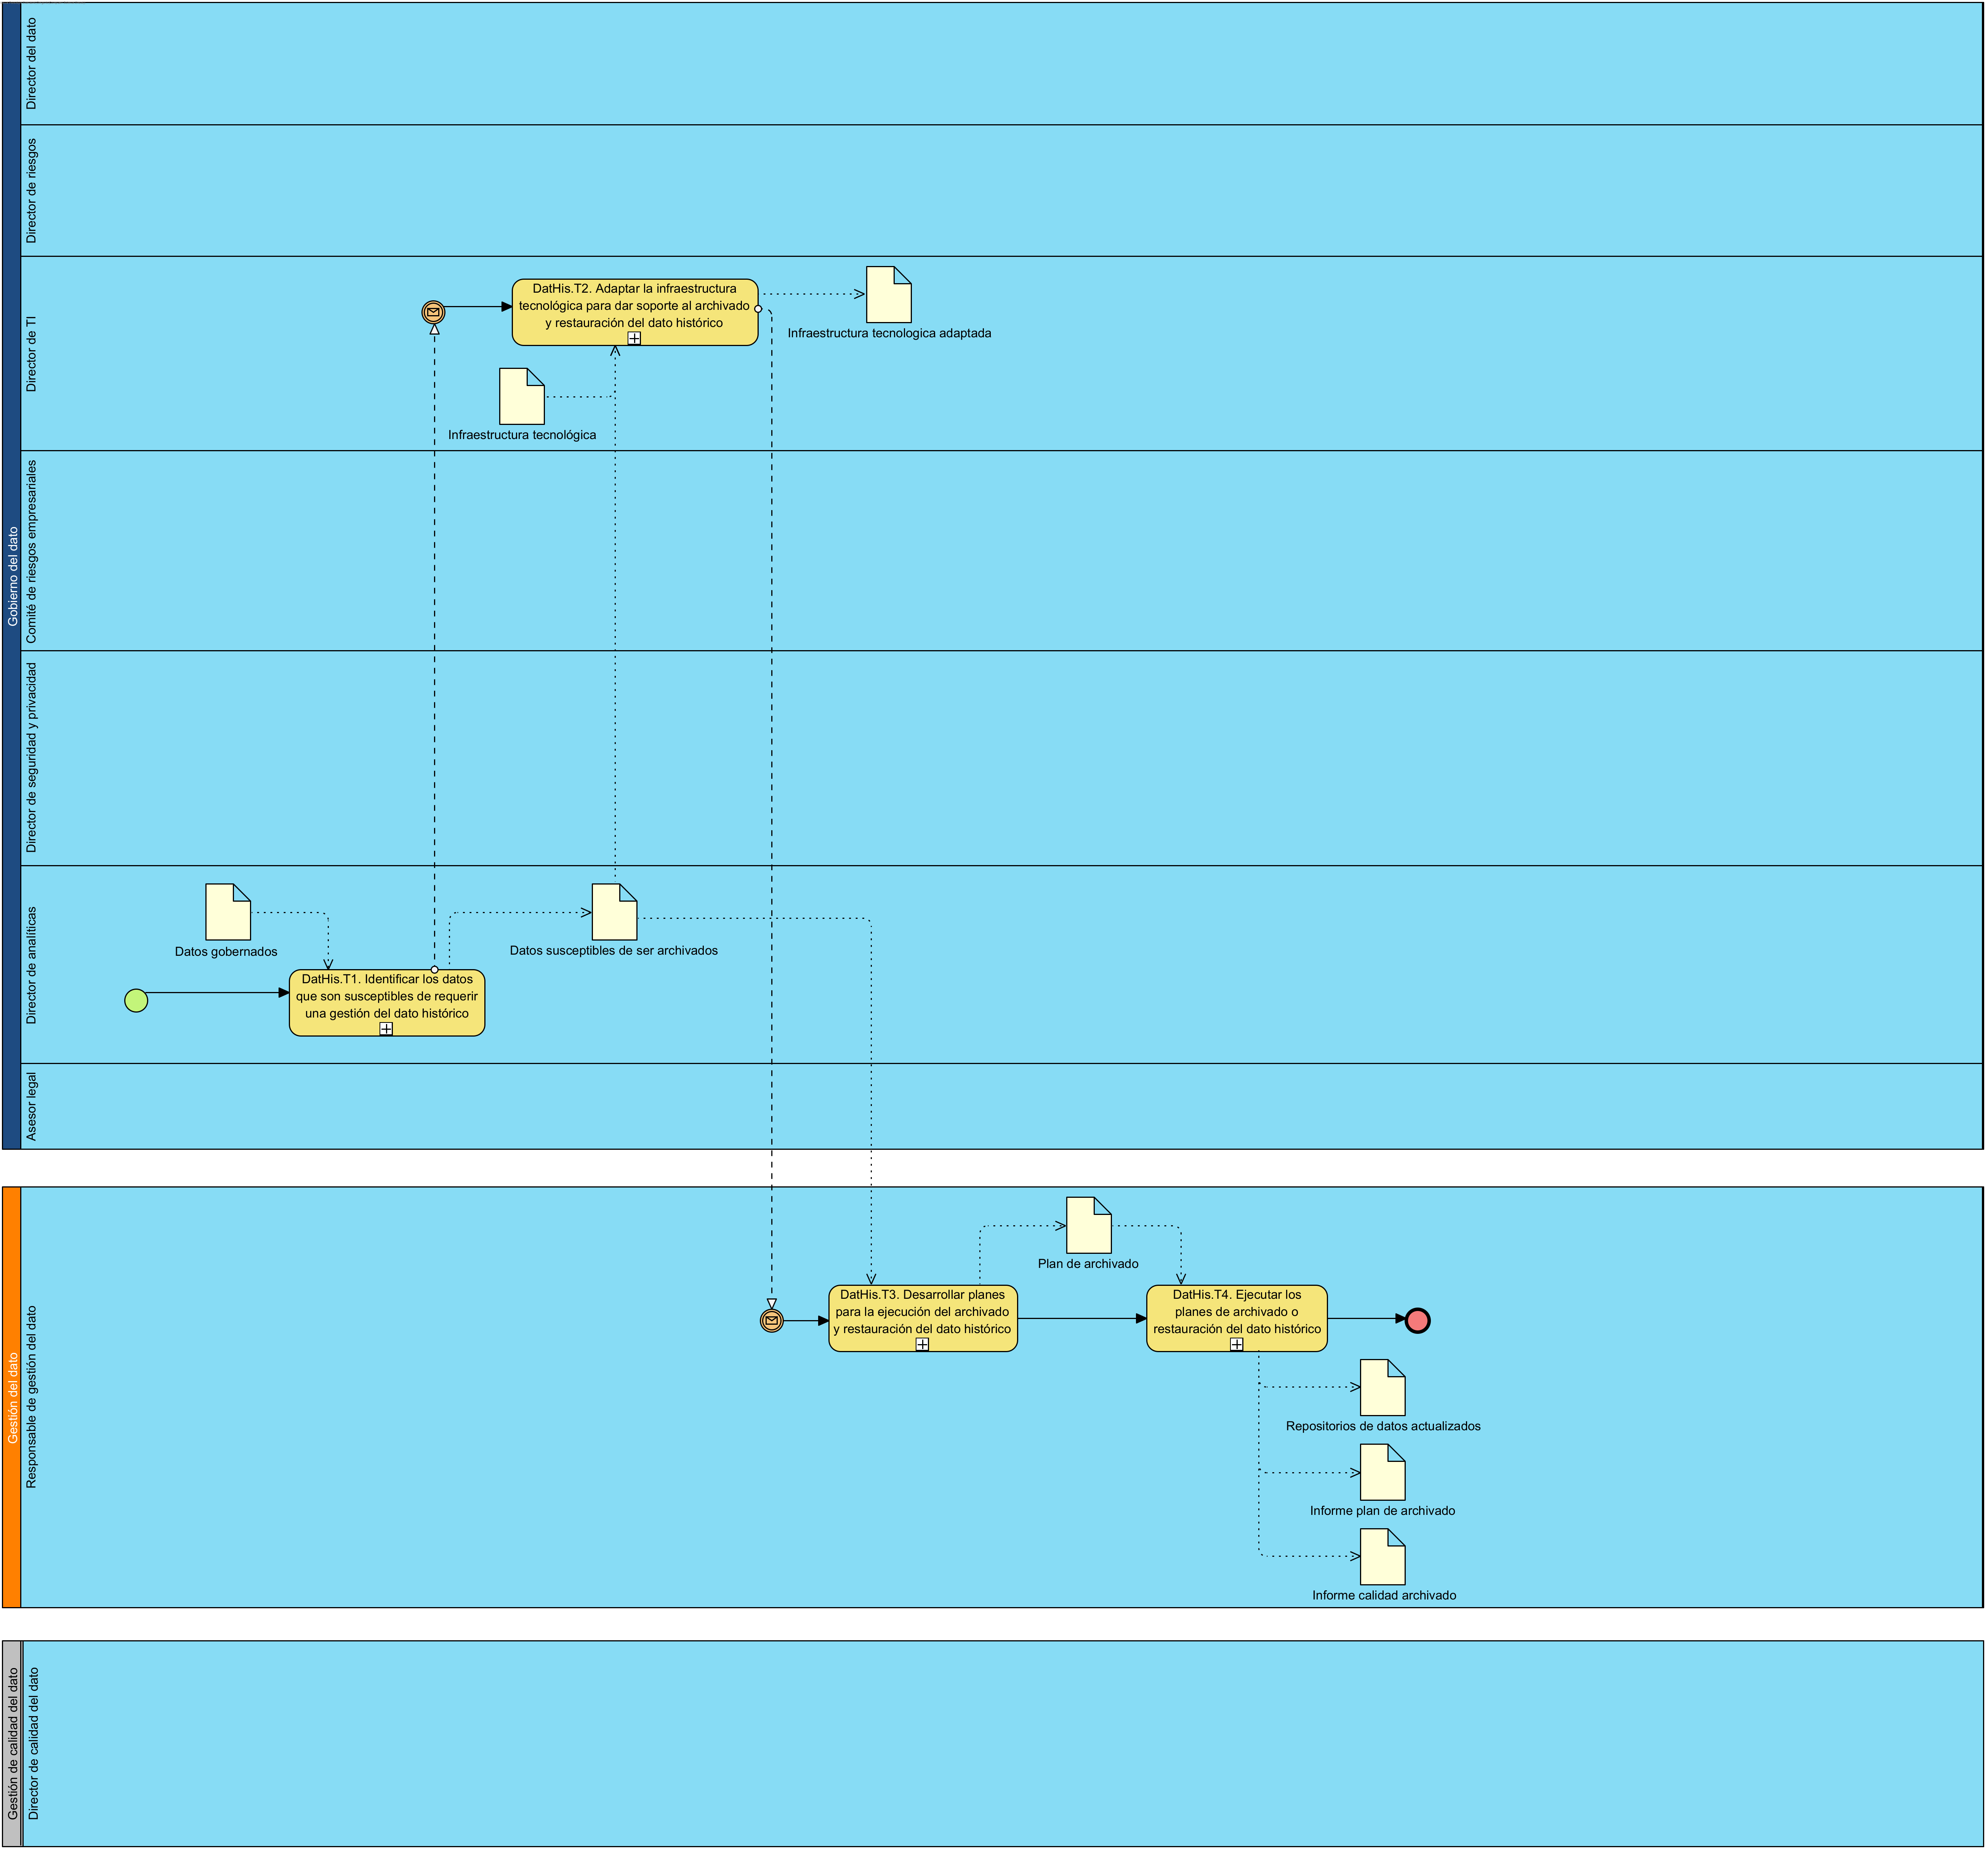 Gobierno del dato
Director del dato
Director de riesgos
Director de TI
DatHis.T2. Adaptar la infraestructura
tecnológica para dar soporte al archivado
y restauración del dato histórico
Infraestructura tecnologica adaptada
Infraestructura tecnológica
Comité de riesgos empresariales
Director de seguridad y privacidad
Director de analíticas
Datos gobernados
Datos susceptibles de ser archivados
DatHis.T1. Identificar los datos
que son susceptibles de requerir
una gestión del dato histórico
Asesor legal
Gestión del dato
Responsable de gestión del dato
Plan de archivado
DatHis.T3. Desarrollar planes
para la ejecución del archivado
y restauración del dato histórico
DatHis.T4. Ejecutar los
planes de archivado o
restauración del dato histórico
Repositorios de datos actualizados
Informe plan de archivado
Informe calidad archivado
Gestión de calidad del dato
Director de calidad del dato